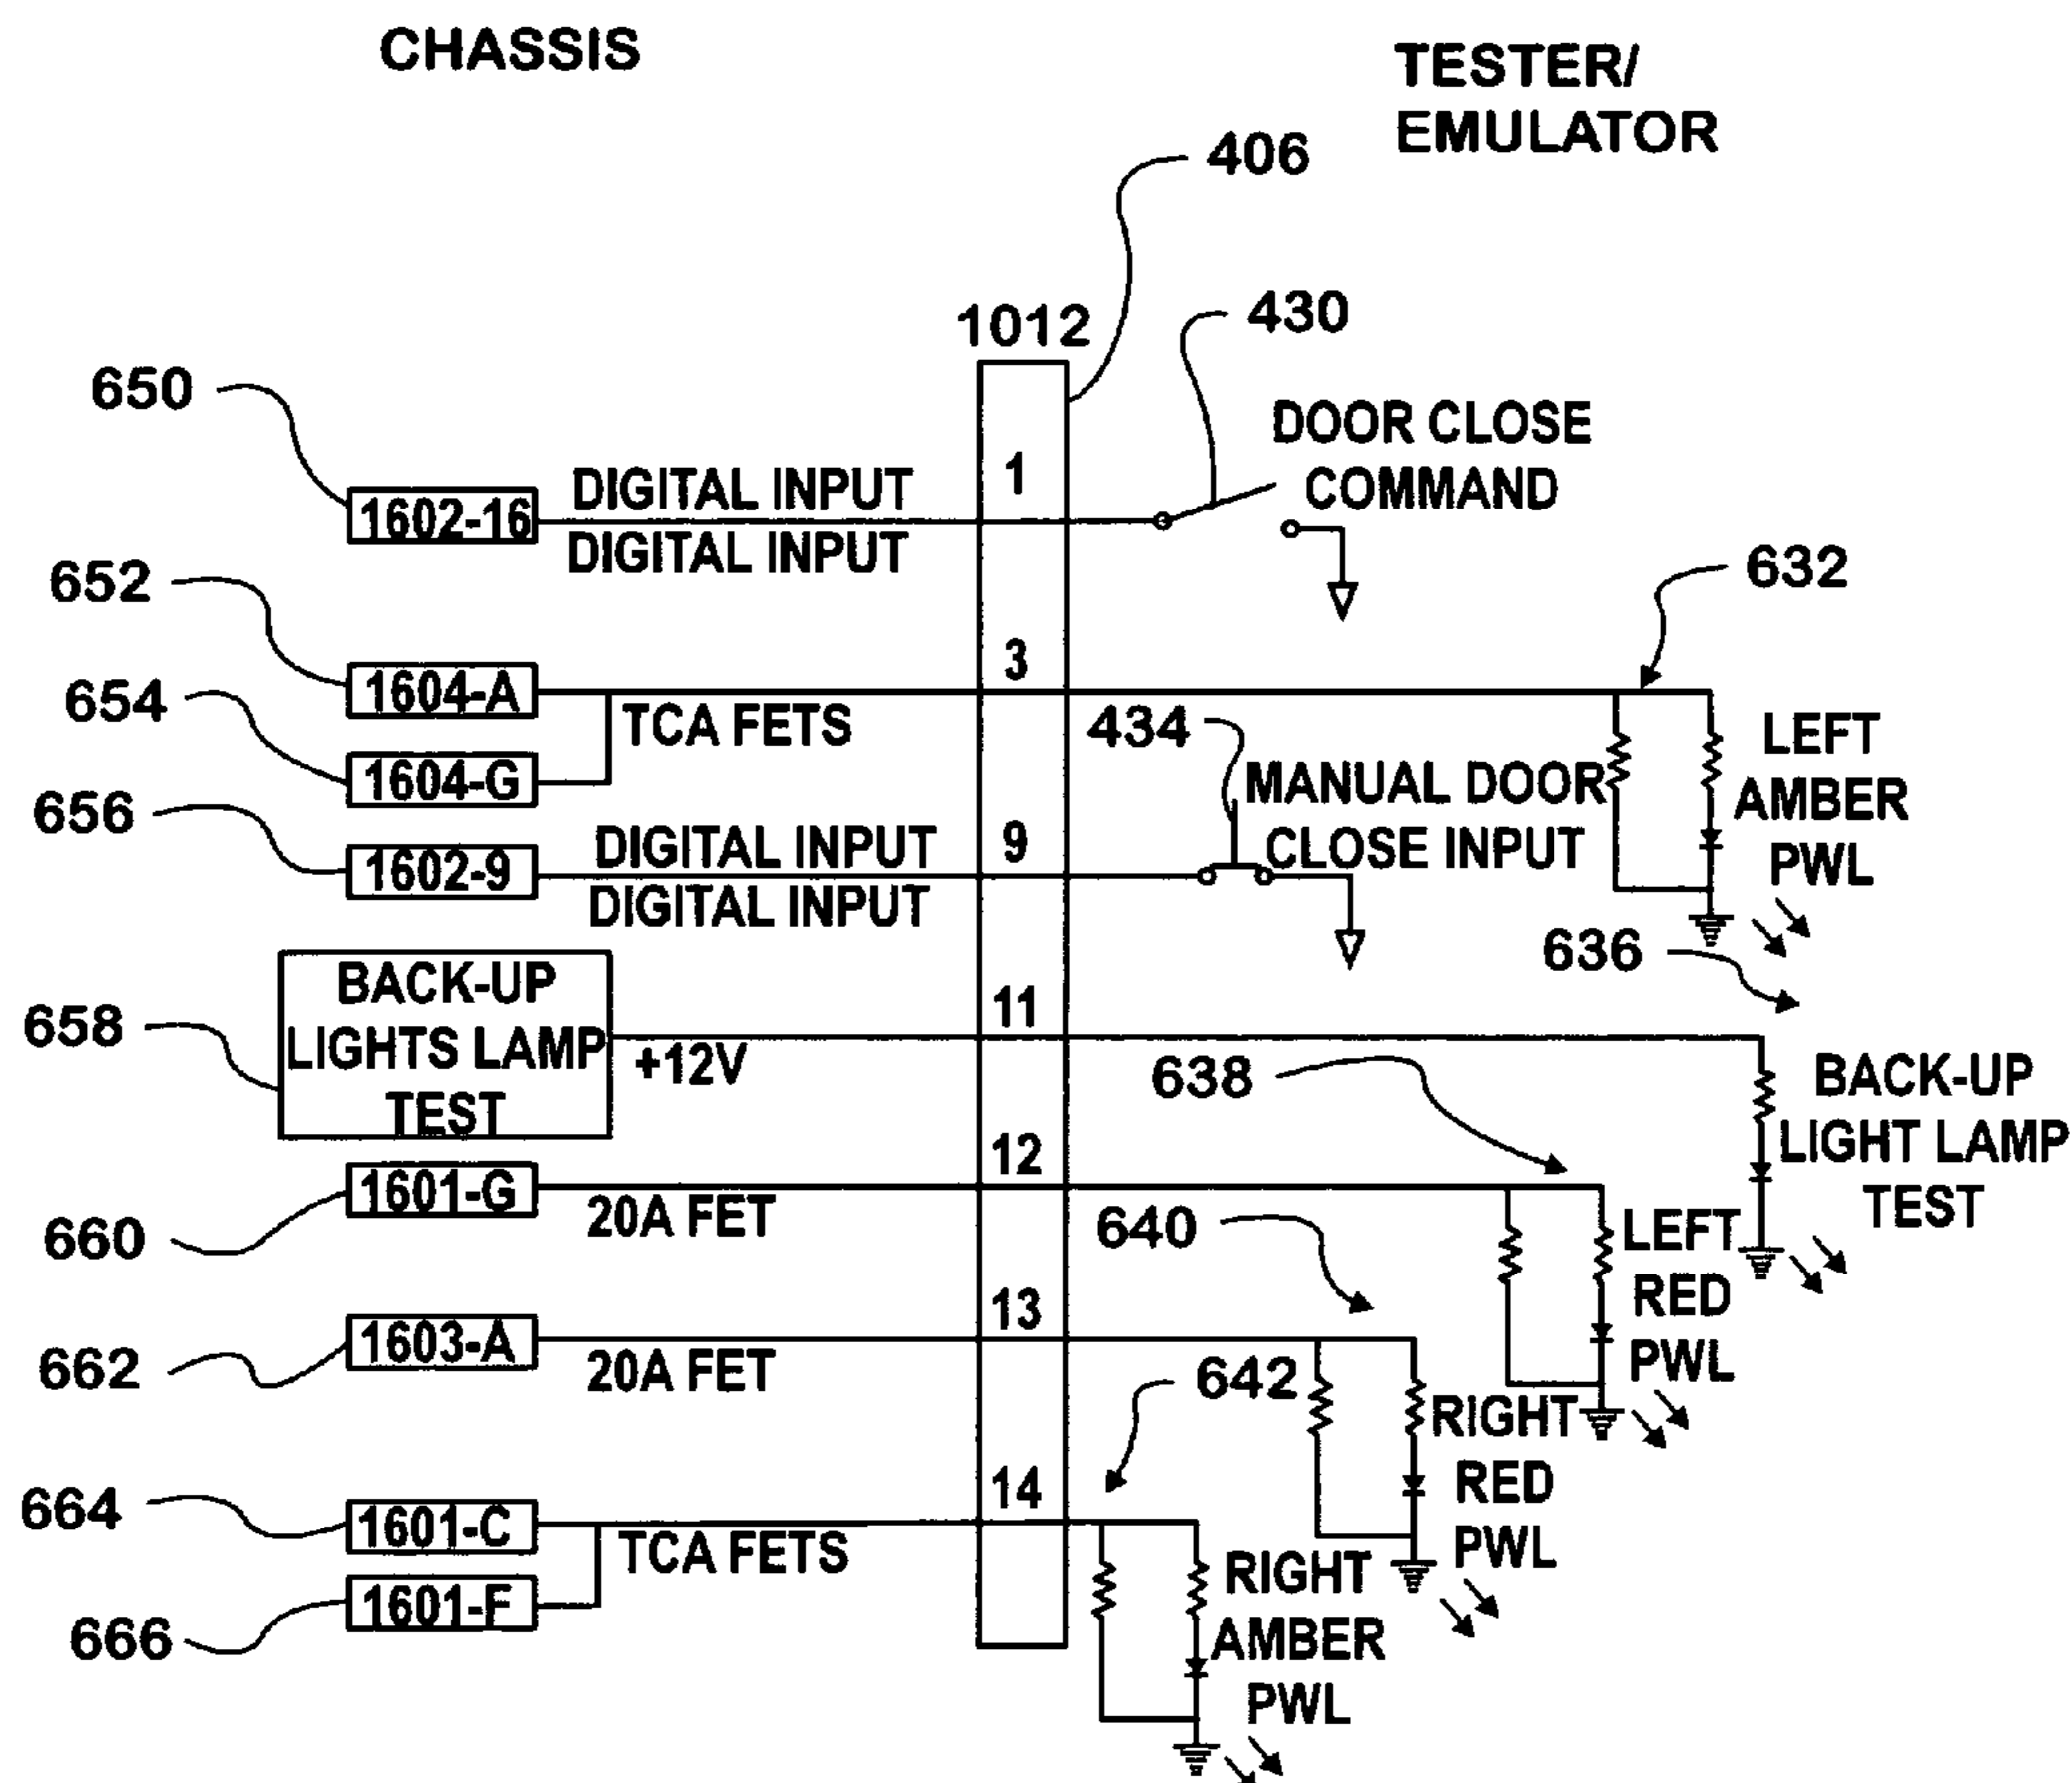 CHASSIS
TESTER/
EMULATOR
406
1012
430
650
DOOR CLOSE
COMMAND
1
1602-16
DIGITAL INPUT
DIGITAL INPUT
652
632
3
1604-A
654
TCA FETS
434
LEFT
AMBER
PWL
1604-G
MANUAL DOOR
CLOSE INPUT
656
9
1602-9
DIGITAL INPUT
DIGITAL INPUT
636
BACK-UP
LIGHTS LAMP
TEST
658
11
+12V
638
BACK-UP
LIGHT LAMP
TEST
12
1601-G
660
20A FET
640
LEFT
RED
PWL
13
1603-A
662
20A FET
642
RIGHT
RED
PWL
14
664
1601-C
TCA FETS
RIGHT
AMBER
PWL
1601-F
666